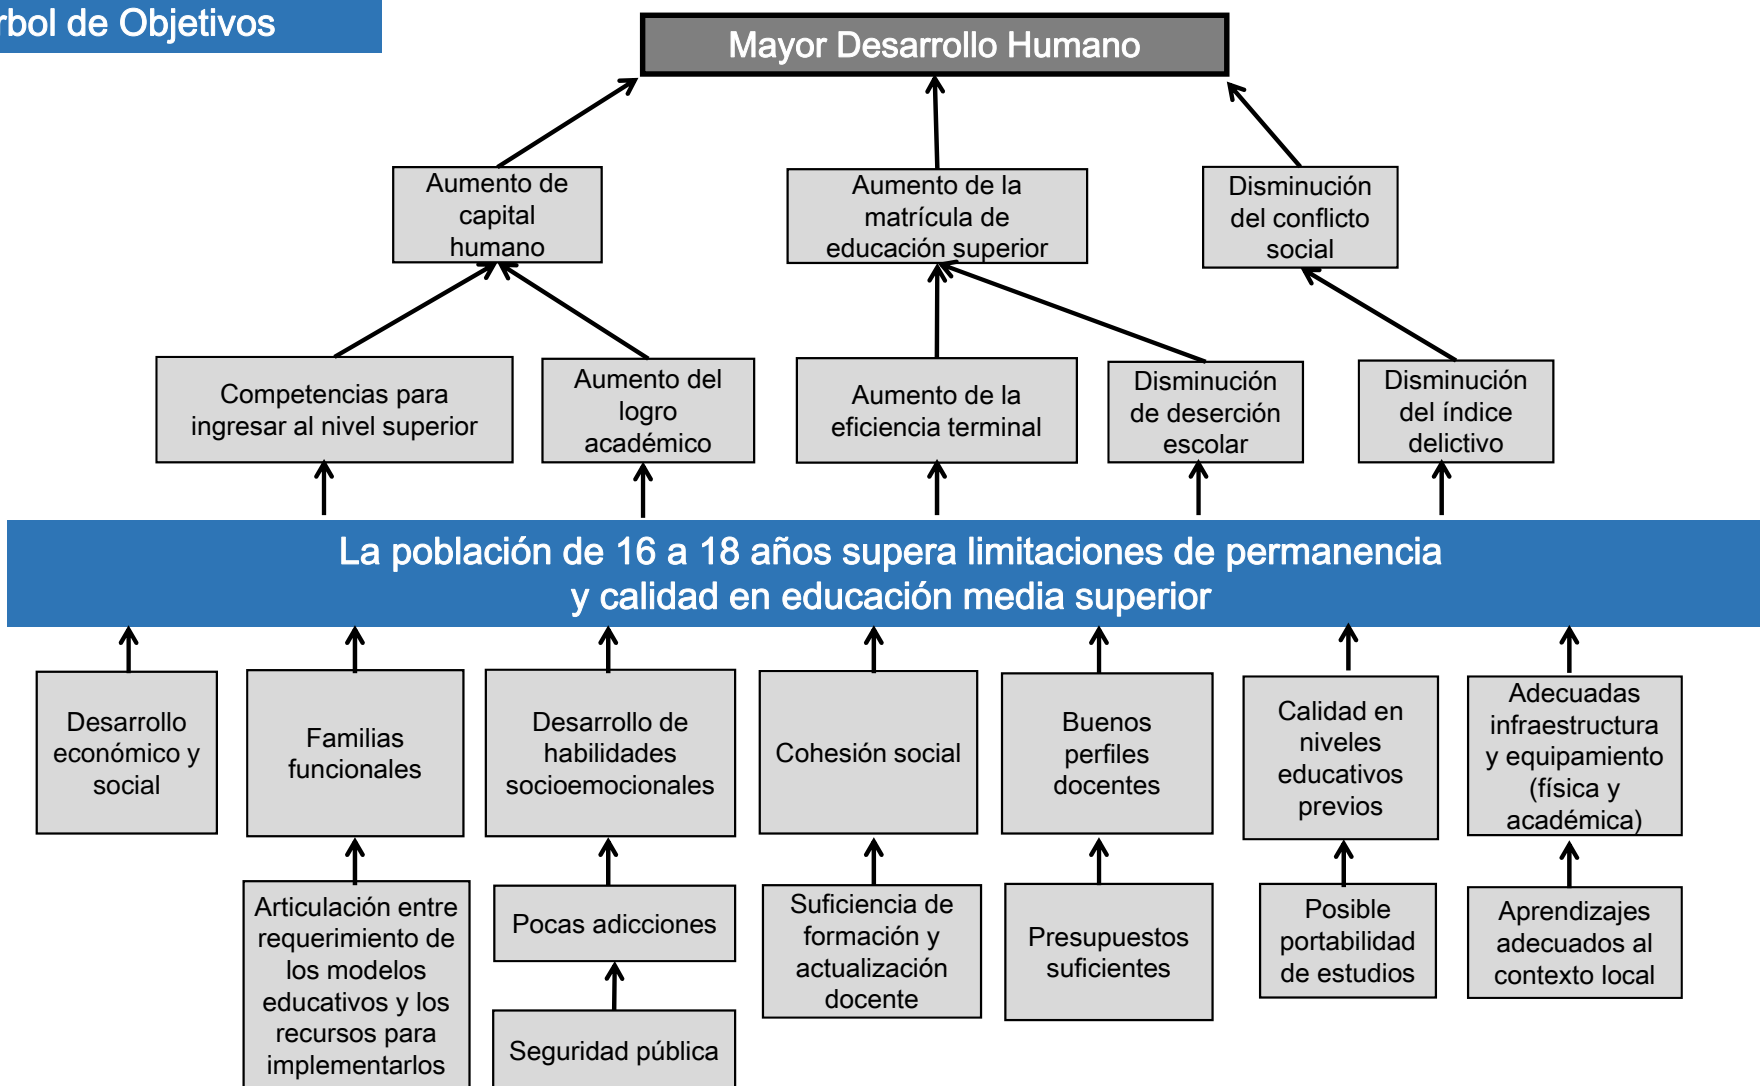 rbol de Objetivos
Mayor Desarrollo Humano
Aumento de
capital
humano
Aumento de la
matrícula de
educación superior
Disminución
del conflicto
social
Competencias para
ingresar al nivel superior
Aumento del
logro
académico
Aumento de la
eficiencia terminal
Disminución
de deserción
escolar
Disminución
del índice
delictivo
La población de 16 a 18 años supera limitaciones de permanencia
y calidad en educación media superior
Desarrollo
económico y
social
Familias
funcionales
Desarrollo de
habilidades
socioemocionales
Cohesión social
Buenos
perfiles
docentes
Calidad en
niveles
educativos
previos
Adecuadas
infraestructura
y equipamiento
(física y
académica)
Articulación entre
requerimiento de
los modelos
educativos y los
recursos para
implementarlos
Pocas adicciones
Seguridad pública
Suficiencia de
formación y
actualización
docente
Presupuestos
suficientes
Posible
portabilidad
de estudios
Aprendizajes
adecuados al
contexto local